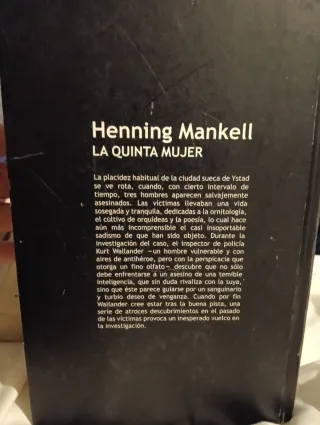 Henning Mankell
LA QUINTA MUJER
La placidez habitual de la ciudad sueca de Ystad
se ve rota, cuando, con cierto intervalo de
tiempo, tres hombres aparecen salvajemente
asesinados. Las víctimas llevaban una vida
sosegada y tranquila, dedicadas a la ornitología,
el cultivo de orquídeas y la poesía, lo cual hace
aún más incomprensible el casi insoportable
sadismo de que han sido objeto. Durante la
investigación del caso, el inspector de policía
Kurt Wallander —un hombre vulnerable y con
aires de antihéroe, pero con la perspicacia que
otorga un fino olfato— descubre que no sólo
debe enfrentarse a un asesino de una temible
inteligencia, que sin duda rivaliza con la suya,
sino que éste parece guiarse por un sanguinario
y turbio deseo de venganza. Cuando por fin
Wallander cree estar tras la buena pista, una
serie de atroces descubrimientos en el pasado
de las víctimas provoca un inesperado vuelco en
la investigación.